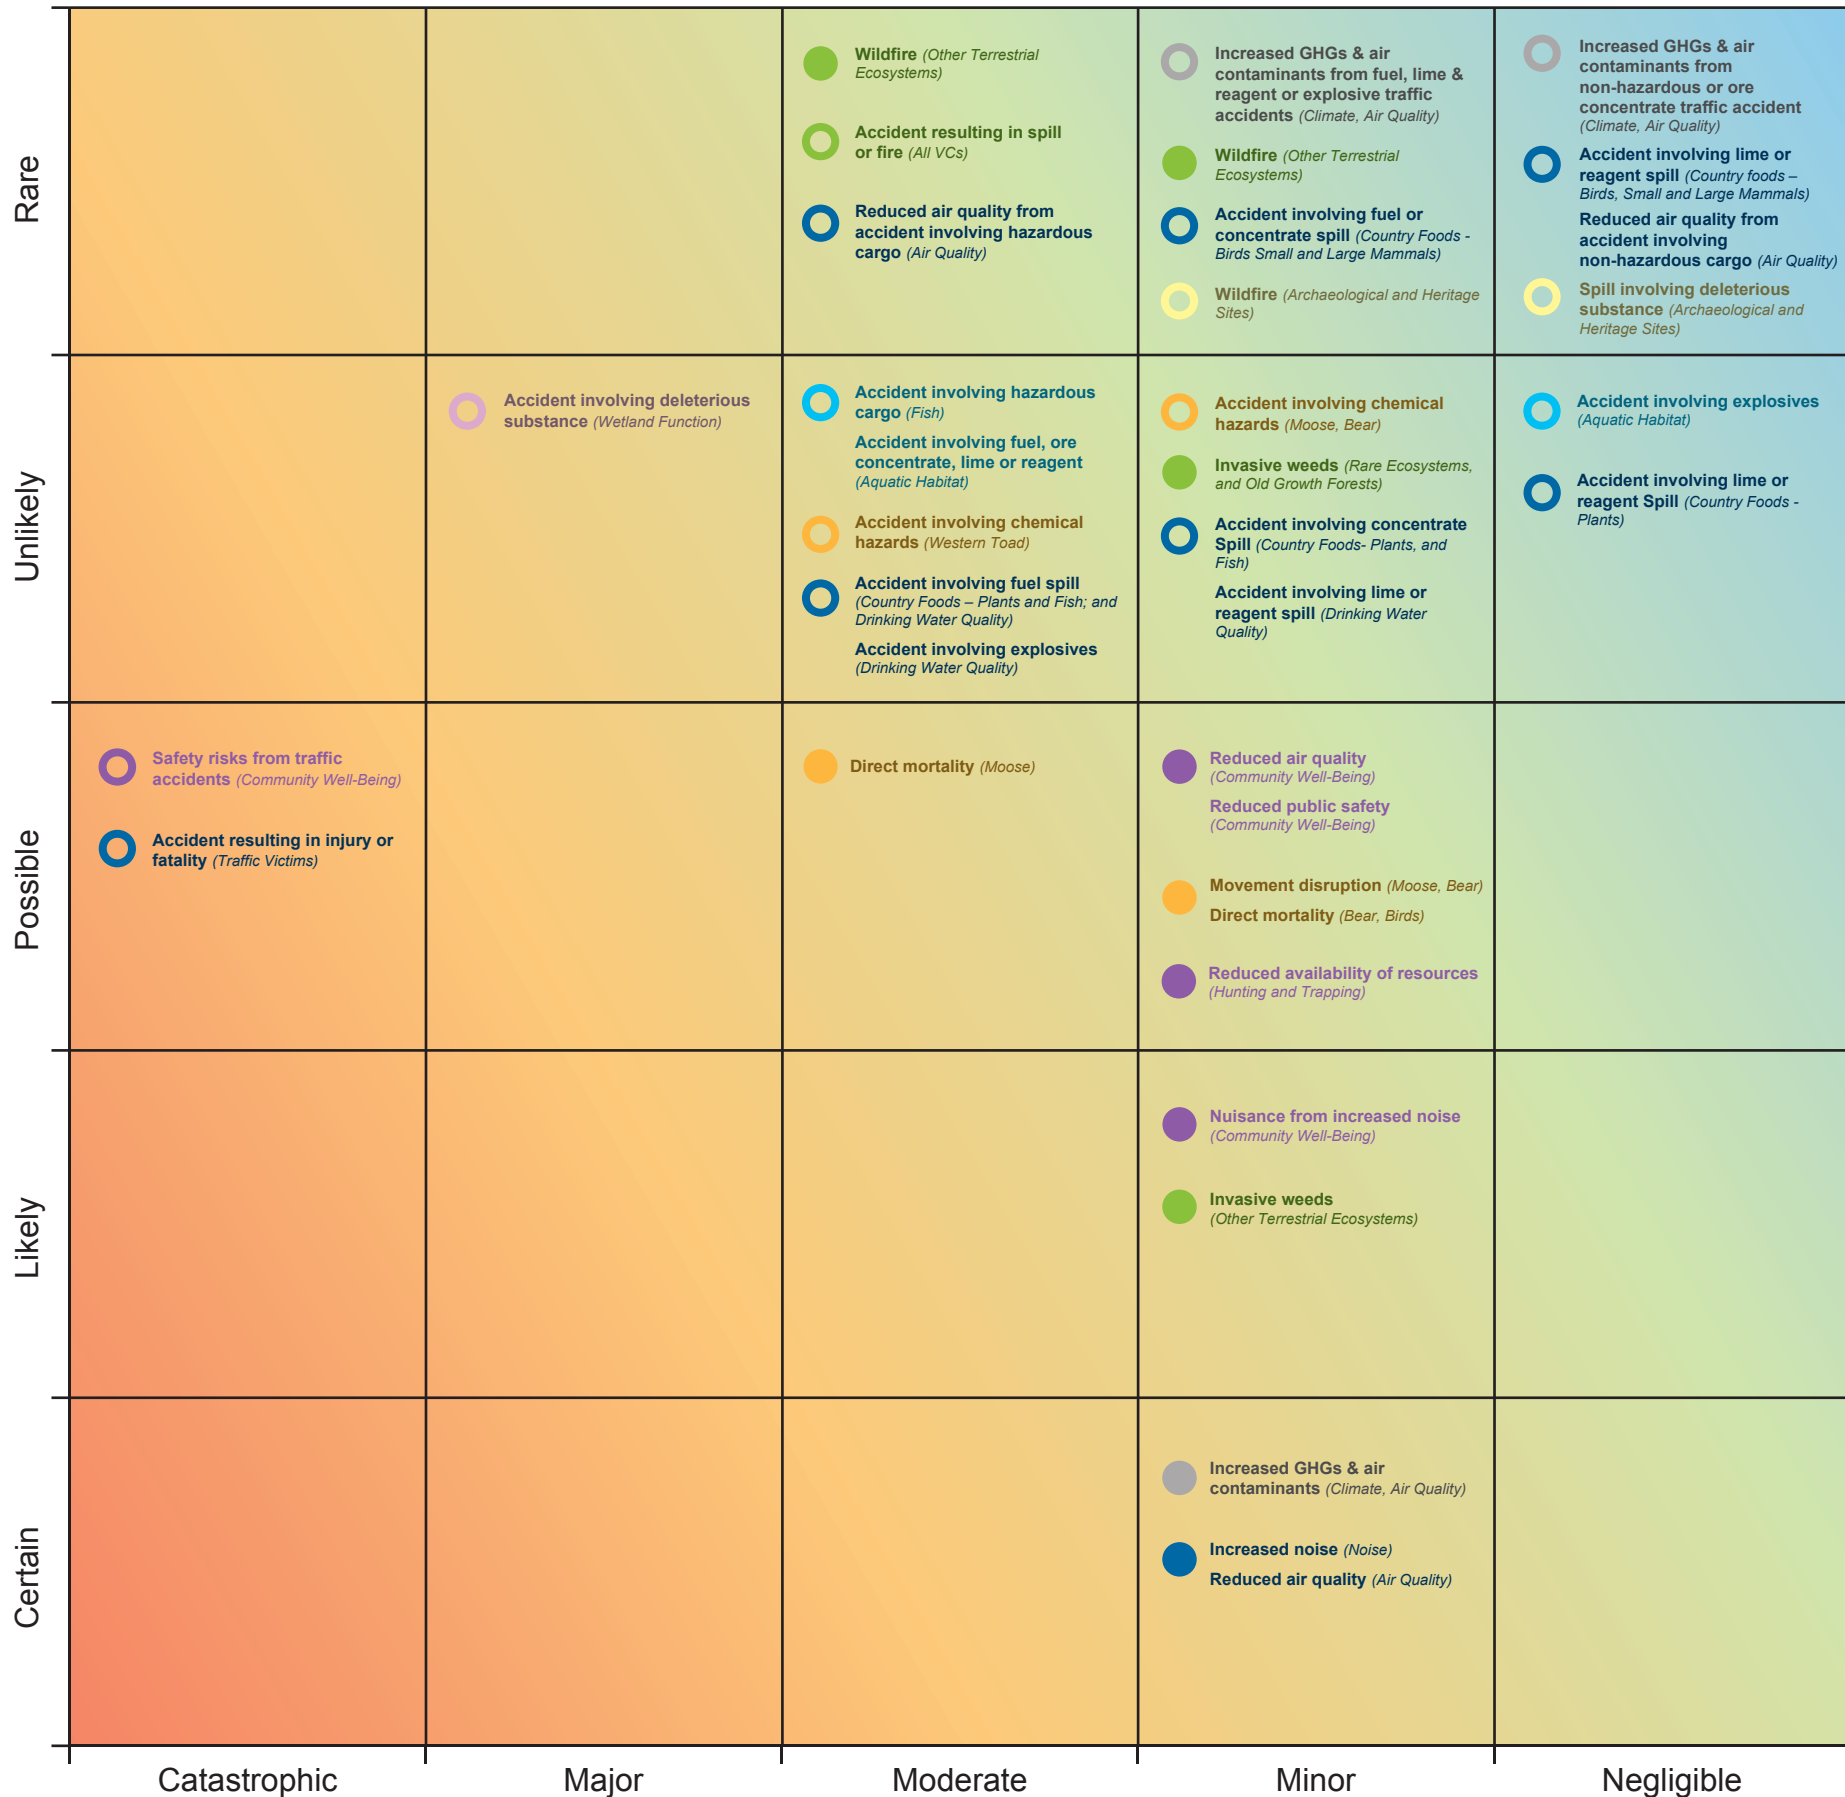 Rare
Wildfire (Other Terrestrial
Ecosystems)
Accident resulting in spill
or fire (All VCs)
Reduced air quality from
accident involving hazardous
cargo (Air Quality)
Increased GHGs & air
contaminants from fuel, lime &
reagent or explosive traffic
accidents (Climate, Air Quality)
Wildfire (Other Terrestrial
Ecosystems)
Accident involving fuel or
concentrate spill (Country Foods -
Birds Small and Large Mammals)
Wildfire (Archaeological and Heritage
Sites)
Increased GHGs & air
contaminants from
non-hazardous or ore
concentrate traffic accident
(Climate, Air Quality)
Accident involving lime or
reagent spill (Country foods –
Birds, Small and Large Mammals)
Reduced air quality from
accident involving
non-hazardous cargo (Air Quality)
Spill involving deleterious
substance (Archaeological and
Heritage Sites)
Unlikely
Accident involving deleterious
substance (Wetland Function)
Accident involving hazardous
cargo (Fish)
Accident involving fuel, ore
concentrate, lime or reagent
(Aquatic Habitat)
Accident involving chemical
hazards (Western Toad)
Accident involving fuel spill
(Country Foods – Plants and Fish; and
Drinking Water Quality)
Accident involving explosives
(Drinking Water Quality)
Accident involving chemical
hazards (Moose, Bear)
Invasive weeds (Rare Ecosystems,
and Old Growth Forests)
Accident involving concentrate
Spill (Country Foods- Plants, and
Fish)
Accident involving lime or
reagent spill (Drinking Water
Quality)
Accident involving explosives
(Aquatic Habitat)
Accident involving lime or
reagent Spill (Country Foods -
Plants)
Possible
Safety risks from traffic
accidents (Community Well-Being)
Accident resulting in injury or
fatality (Traffic Victims)
Direct mortality (Moose)
Reduced air quality
(Community Well-Being)
Reduced public safety
(Community Well-Being)
Movement disruption (Moose, Bear)
Direct mortality (Bear, Birds)
Reduced availability of resources
(Hunting and Trapping)
Likely
Nuisance from increased noise
(Community Well-Being)
Invasive weeds
(Other Terrestrial Ecosystems)
Certain
Increased GHGs & air
contaminants (Climate, Air Quality)
Increased noise (Noise)
Reduced air quality (Air Quality)
Catastrophic
Major
Moderate
Minor
Negligible